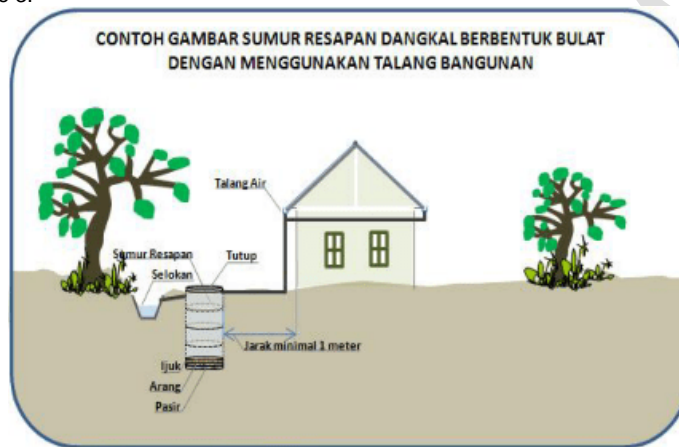 CONTOH GAMBAR SUMUR RESAPAN DANGKAL BERBENTUK BULAT
DENGAN MENGGUNAKAN TALANG BANGUNAN
Talang Air
Sumur Resapan
Tutup
Selokan
Jarak minimal 1 meter
Ijuk
Arang
Pasir